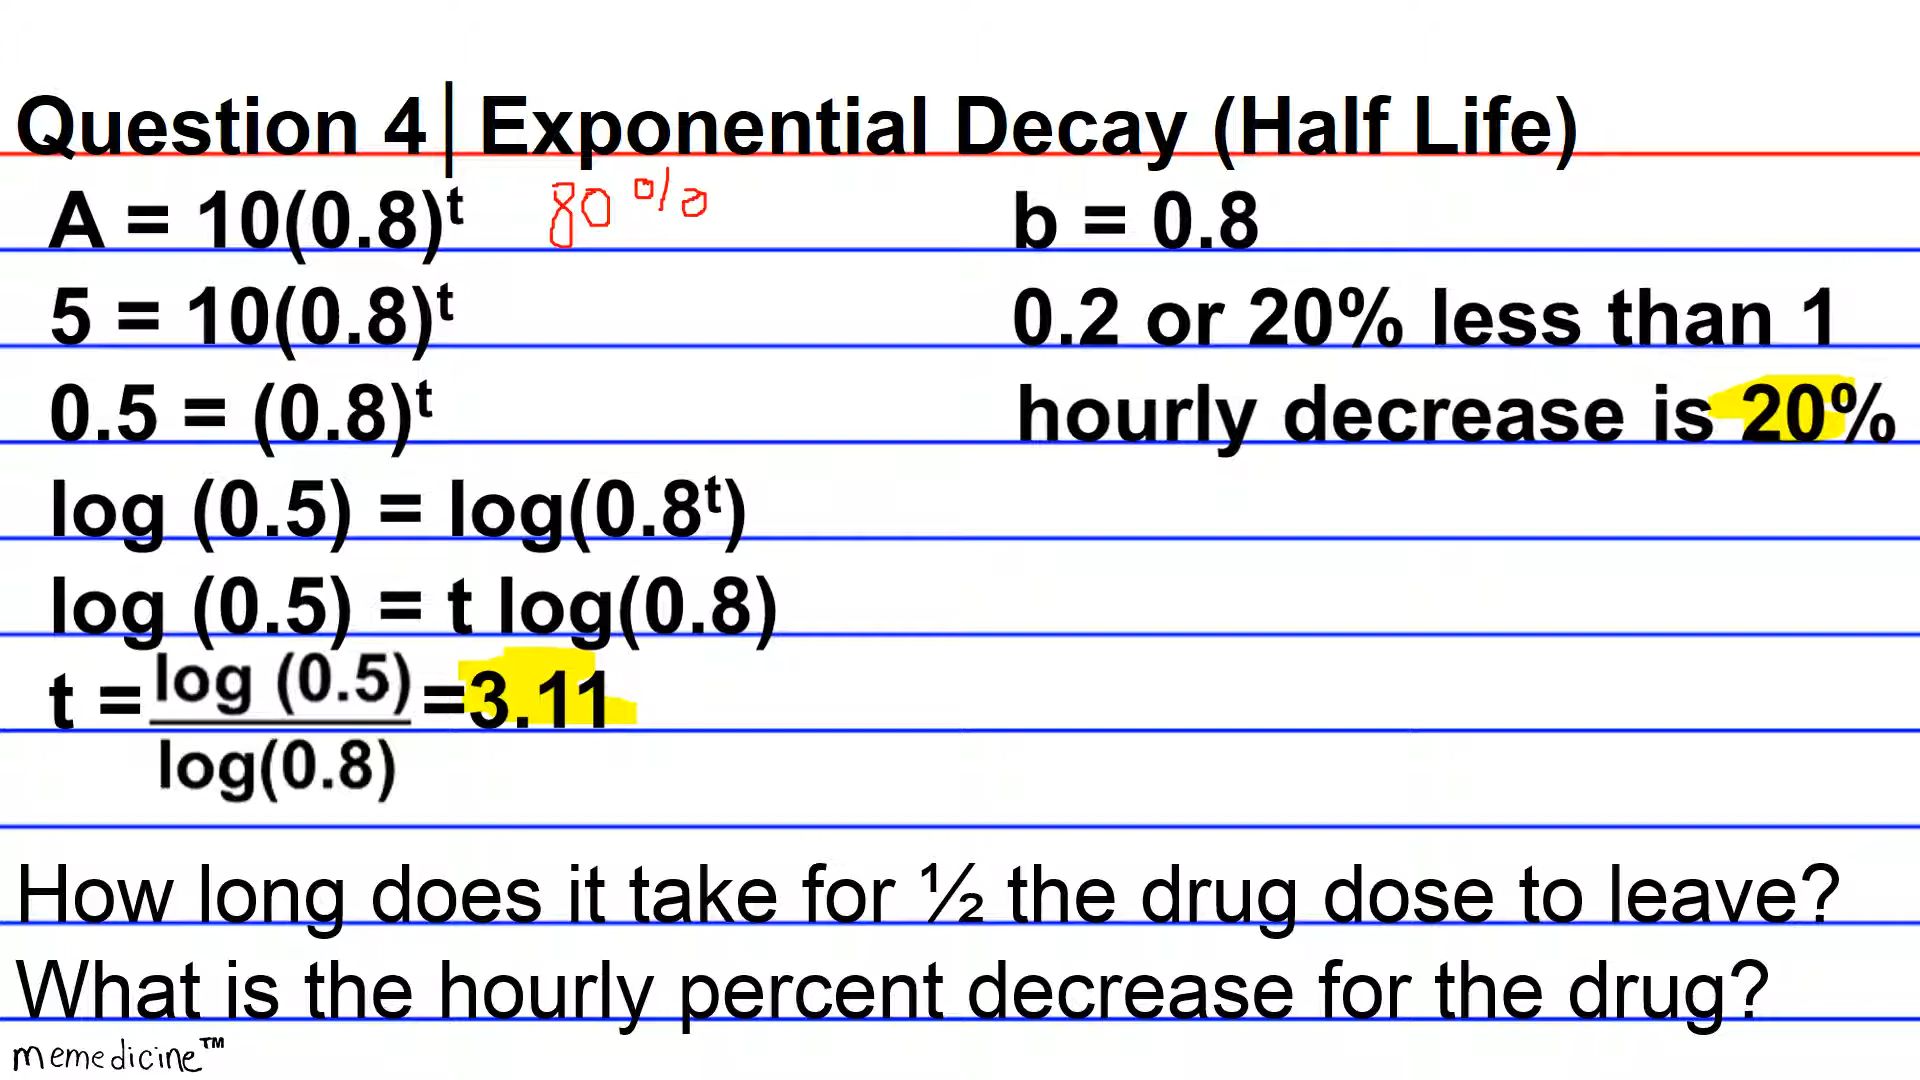 Question 4| Exponential Decay (Half Life)
A = 10(0.8)ᵗ 80% b = 0.8
5 = 10(0.8)ᵗ 0.2 or 20% less than 1
0.5 = (0.8)ᵗ hourly decrease is 20%
log (0.5) = log(0.8ᵗ)
log (0.5) = t log(0.8)
t = log (0.5) / log(0.8) = 3.11
How long does it take for ½ the drug dose to leave?
What is the hourly percent decrease for the drug?
memedicine™